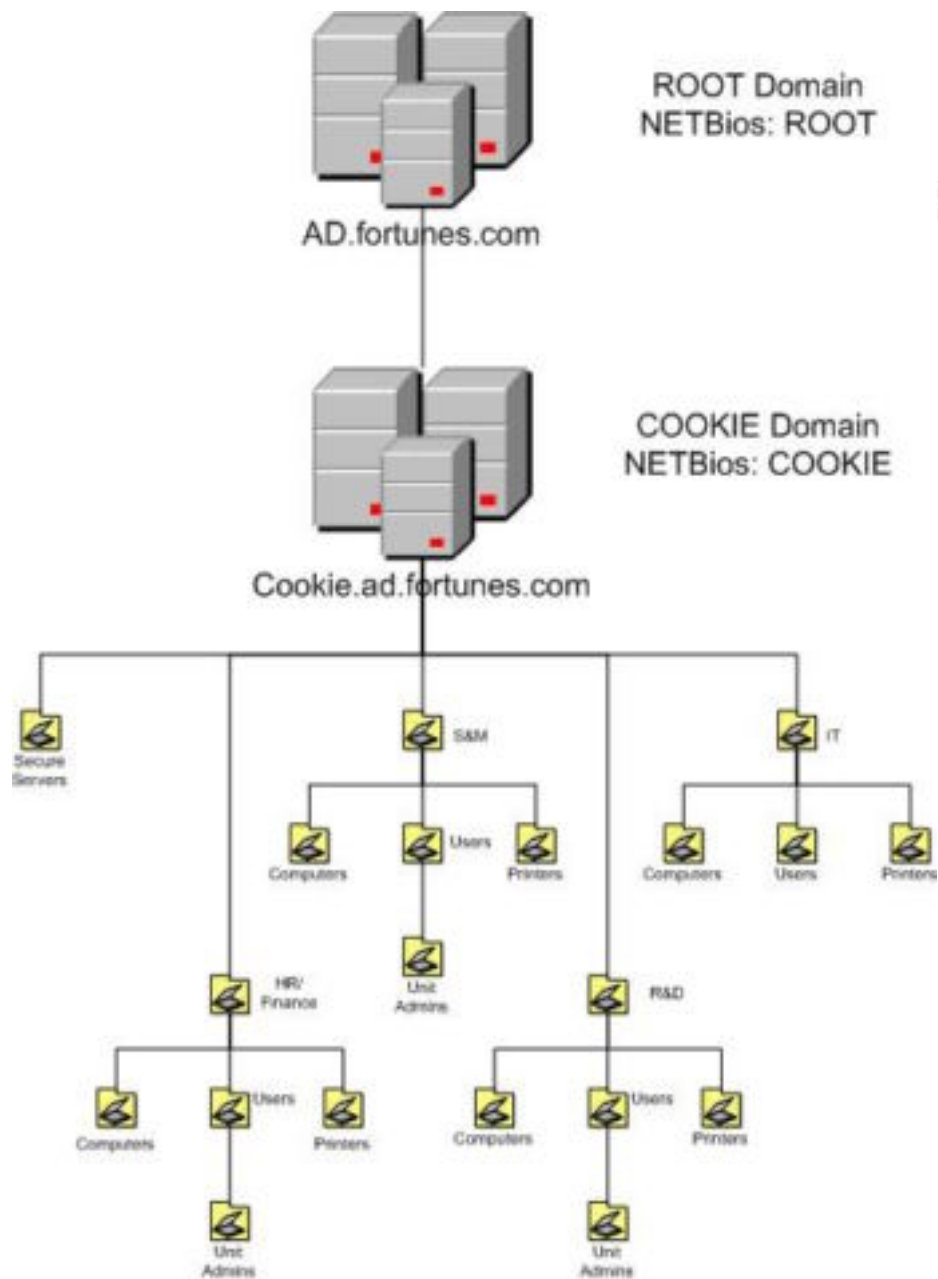 ROOT Domain
NETBios: ROOT
AD.fortunes.com
COOKIE Domain
NETBios: COOKIE
Cookie.ad.fortunes.com
Secure
Servers
S&M
IT
Computers
Users
Printers
Computers
Users
Printers
Unit
Admins
HR/
Finance
R&D
Computers
Users
Printers
Computers
Users
Printers
Unit
Admins
Unit
Admins